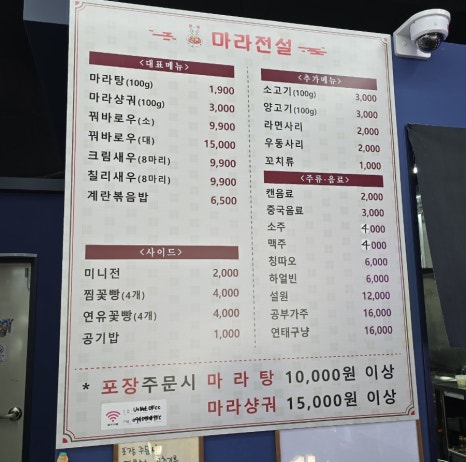 마라전설
<대표메뉴>
마라탕(100g) 1,900
마라샹궈(100g) 3,000
꿔바로우(소) 9,900
꿔바로우(대) 15,000
크림새우(8마리) 9,900
칠리새우(8마리) 9,900
계란볶음밥 6,500
<사이드>
미니전 2,000
찜꽃빵(4개) 4,000
연유꽃빵(4개) 4,000
공기밥 1,000
<추가메뉴>
소고기(100g) 3,000
양고기(100g) 3,000
라면사리 2,000
우동사리 2,000
꼬치류 1,000
<주류·음료>
캔음료 2,000
중국음료 3,000
소주 4,000
맥주 4,000
칭따오 6,000
하얼빈 6,000
설원 12,000
공부가주 16,000
연태구냥 16,000
* 포장주문시 마라탕 10,000원 이상
마라샹궈 15,000원 이상